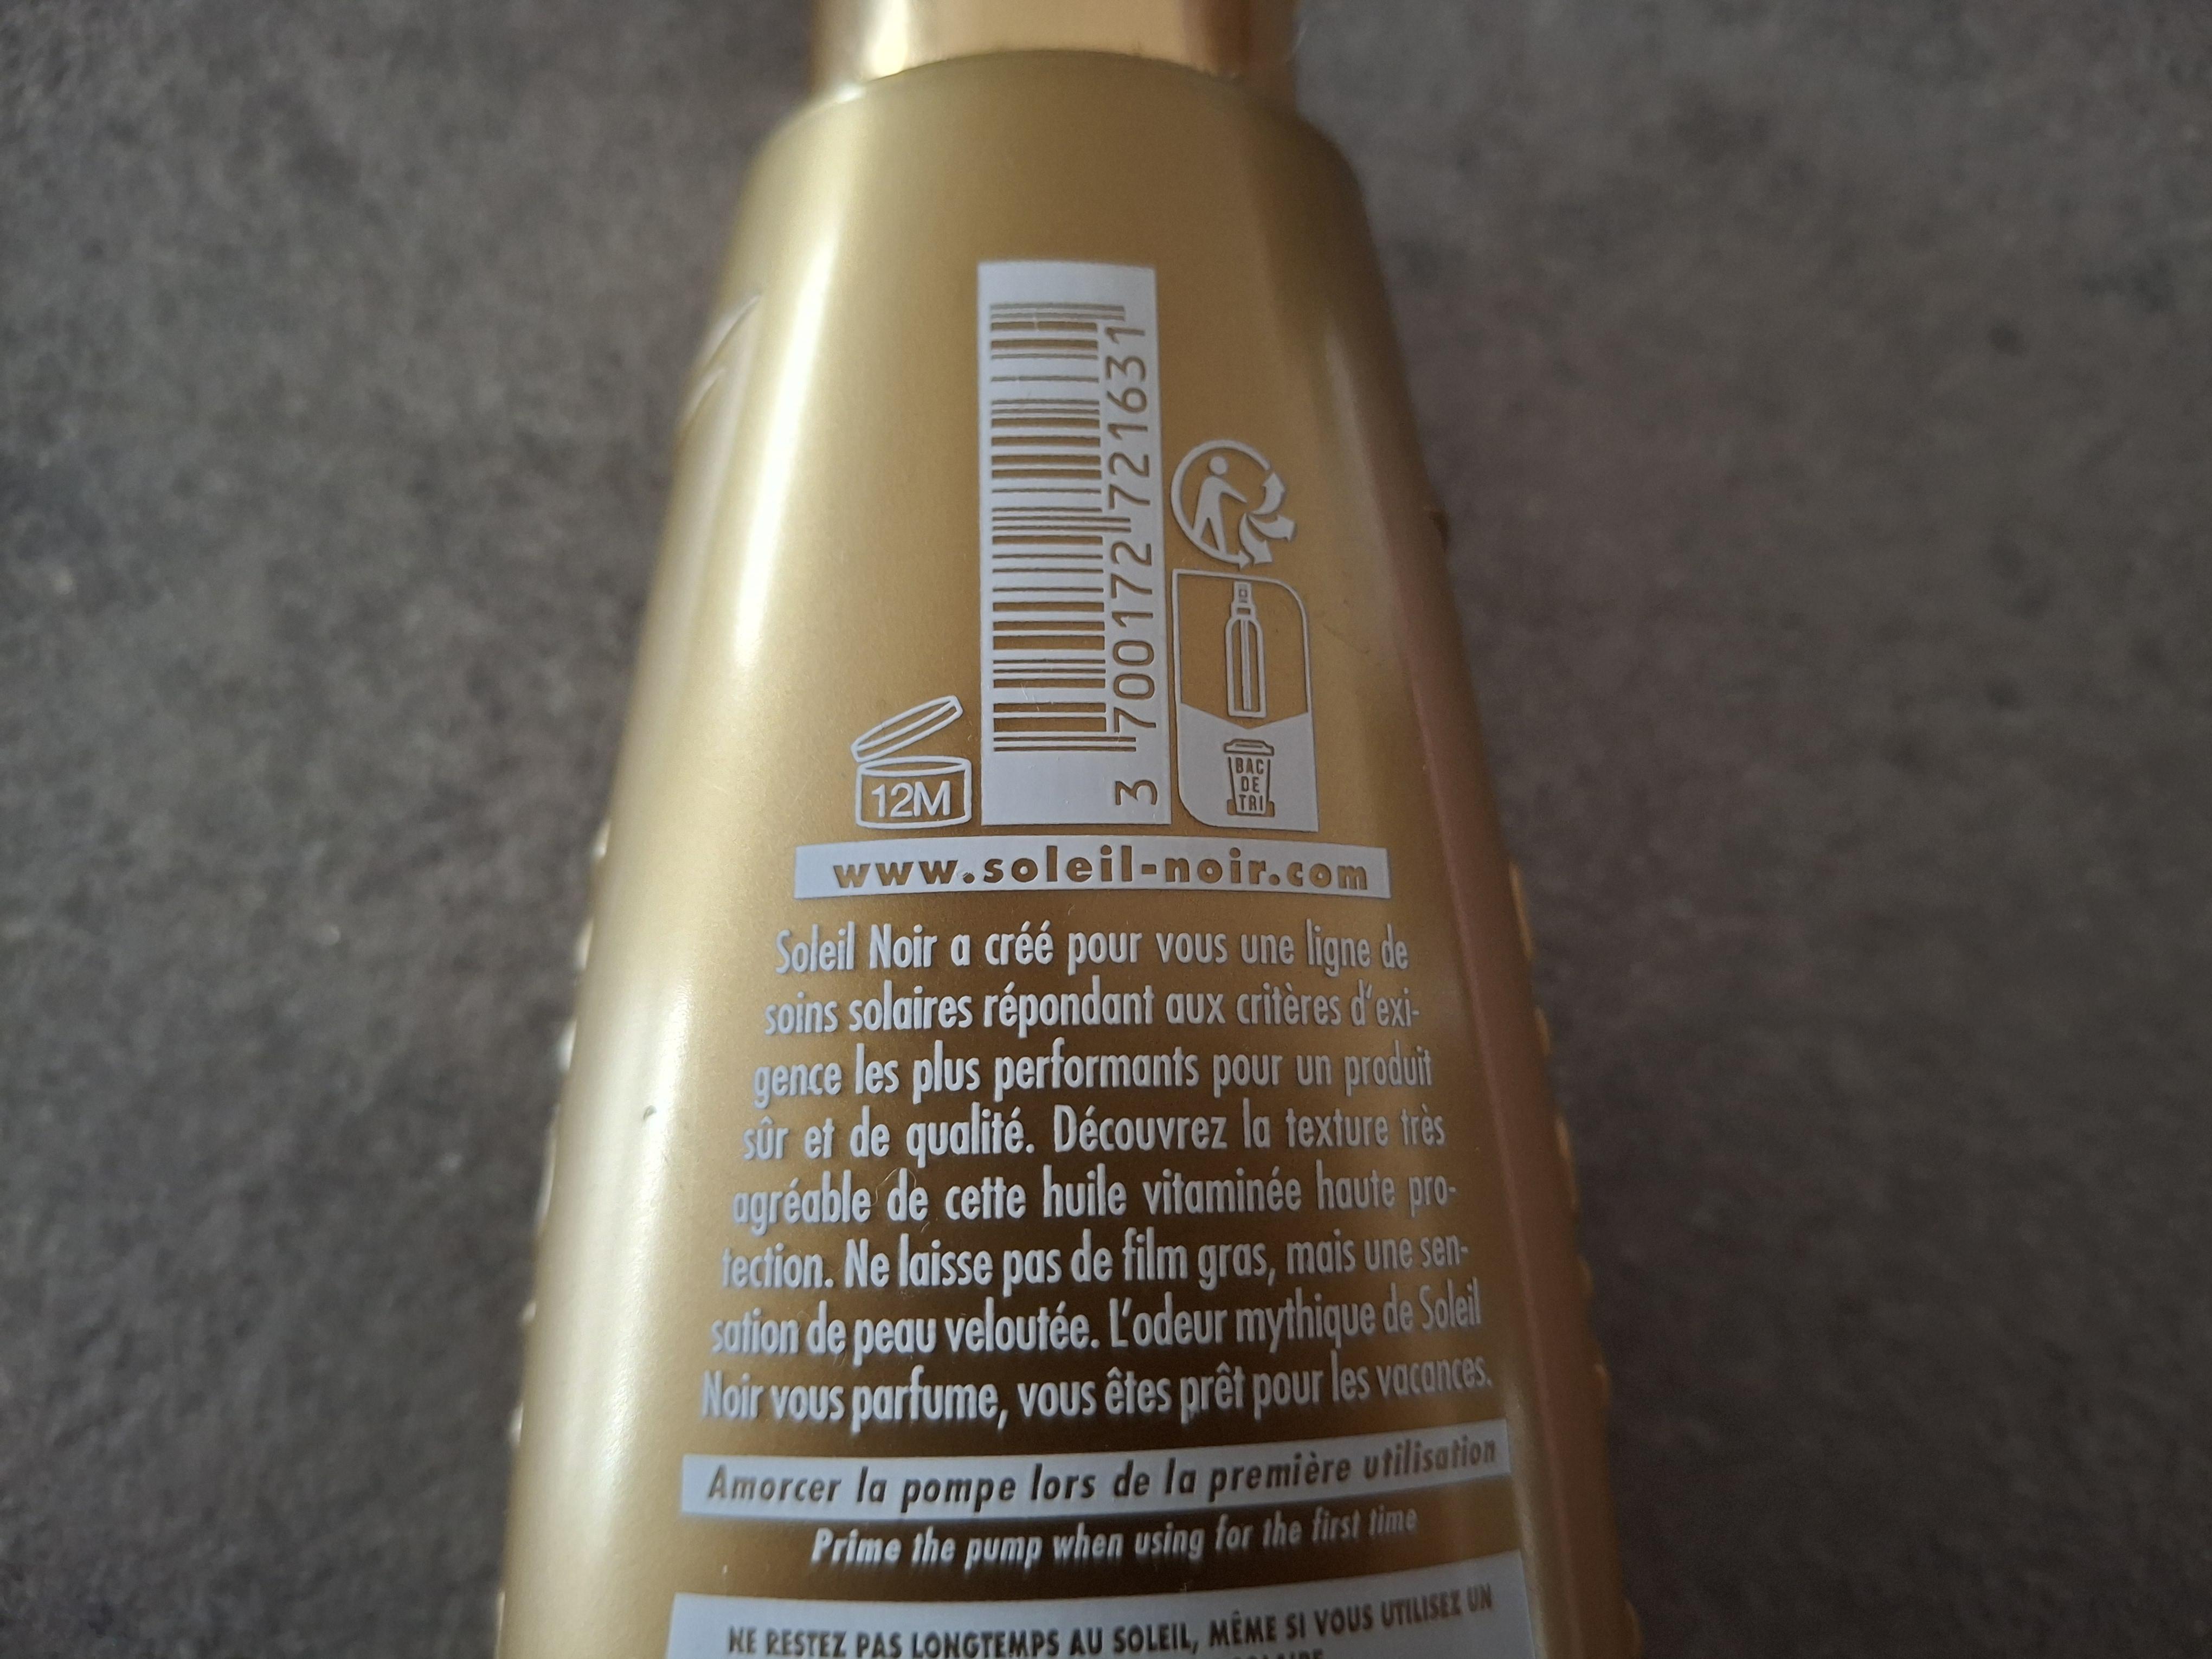 3 700172 721631
12M
BAC
DE
TRI
www.soleil-noir.com
Soleil Noir a créé pour vous une ligne de
soins solaires répondant aux critères d'exi-
gence les plus performants pour un produit
sûr et de qualité. Découvrez la texture très
agréable de cette huile vitaminée haute pro-
tection. Ne laisse pas de film gras, mais une sen-
sation de peau veloutée. L'odeur mythique de Soleil
Noir vous parfume, vous êtes prêt pour les vacances.
Amorcer la pompe lors de la première utilisation
Prime the pump when using for the first time
NE RESTEZ PAS LONGTEMPS AU SOLEIL, MÊME SI VOUS UTILISEZ UN